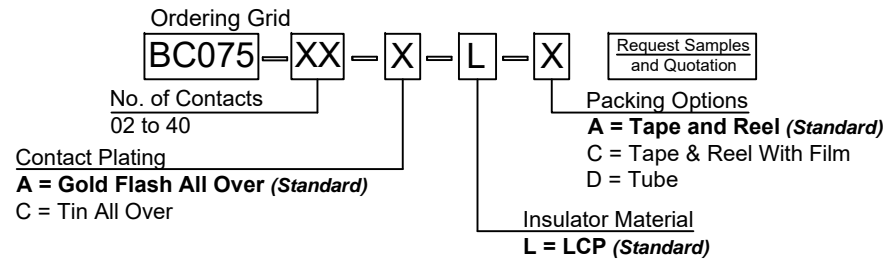 Ordering Grid
BC075 - XX - X - L - X
Request Samples
and Quotation
No. of Contacts
02 to 40
Packing Options
A = Tape and Reel (Standard)
C = Tape & Reel With Film
D = Tube
Contact Plating
A = Gold Flash All Over (Standard)
C = Tin All Over
Insulator Material
L = LCP (Standard)